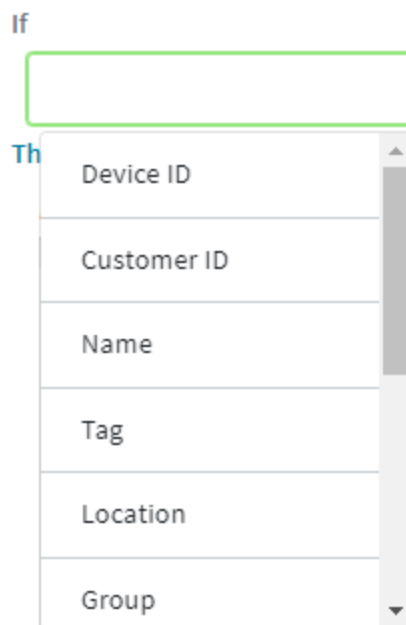 If
Th
Device ID
Customer ID
Name
Tag
Location
Group